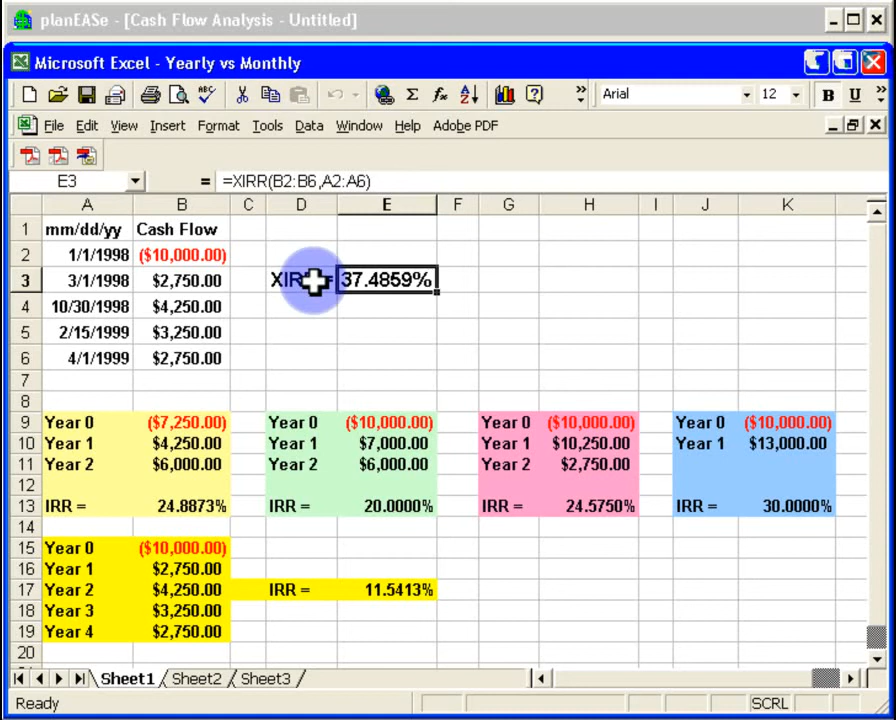 planEASe - [Cash Flow Analysis - Untitled]
Microsoft Excel - Yearly vs Monthly
ABC Σ fx A Z Arial 12 B U
File Edit View Insert Format Tools Data Window Help Adobe PDF
E3 = =XIRR(B2:B6,A2:A6)
A B C D E F G H I J K
1 mm/dd/yy Cash Flow
2 1/1/1998 ($10,000.00)
3 3/1/1998 $2,750.00 XIRR = 37.4859%
4 10/30/1998 $4,250.00
5 2/15/1999 $3,250.00
6 4/1/1999 $2,750.00
7
8
9 Year 0 ($7,250.00) Year 0 ($10,000.00) Year 0 ($10,000.00) Year 0 ($10,000.00)
10 Year 1 $4,250.00 Year 1 $7,000.00 Year 1 $10,250.00 Year 1 $13,000.00
11 Year 2 $6,000.00 Year 2 $6,000.00 Year 2 $2,750.00
12
13 IRR = 24.8873% IRR = 20.0000% IRR = 24.5750% IRR = 30.0000%
14
15 Year 0 ($10,000.00)
16 Year 1 $2,750.00
17 Year 2 $4,250.00 IRR = 11.5413%
18 Year 3 $3,250.00
19 Year 4 $2,750.00
20
Sheet1 Sheet2 Sheet3
Ready SCRL